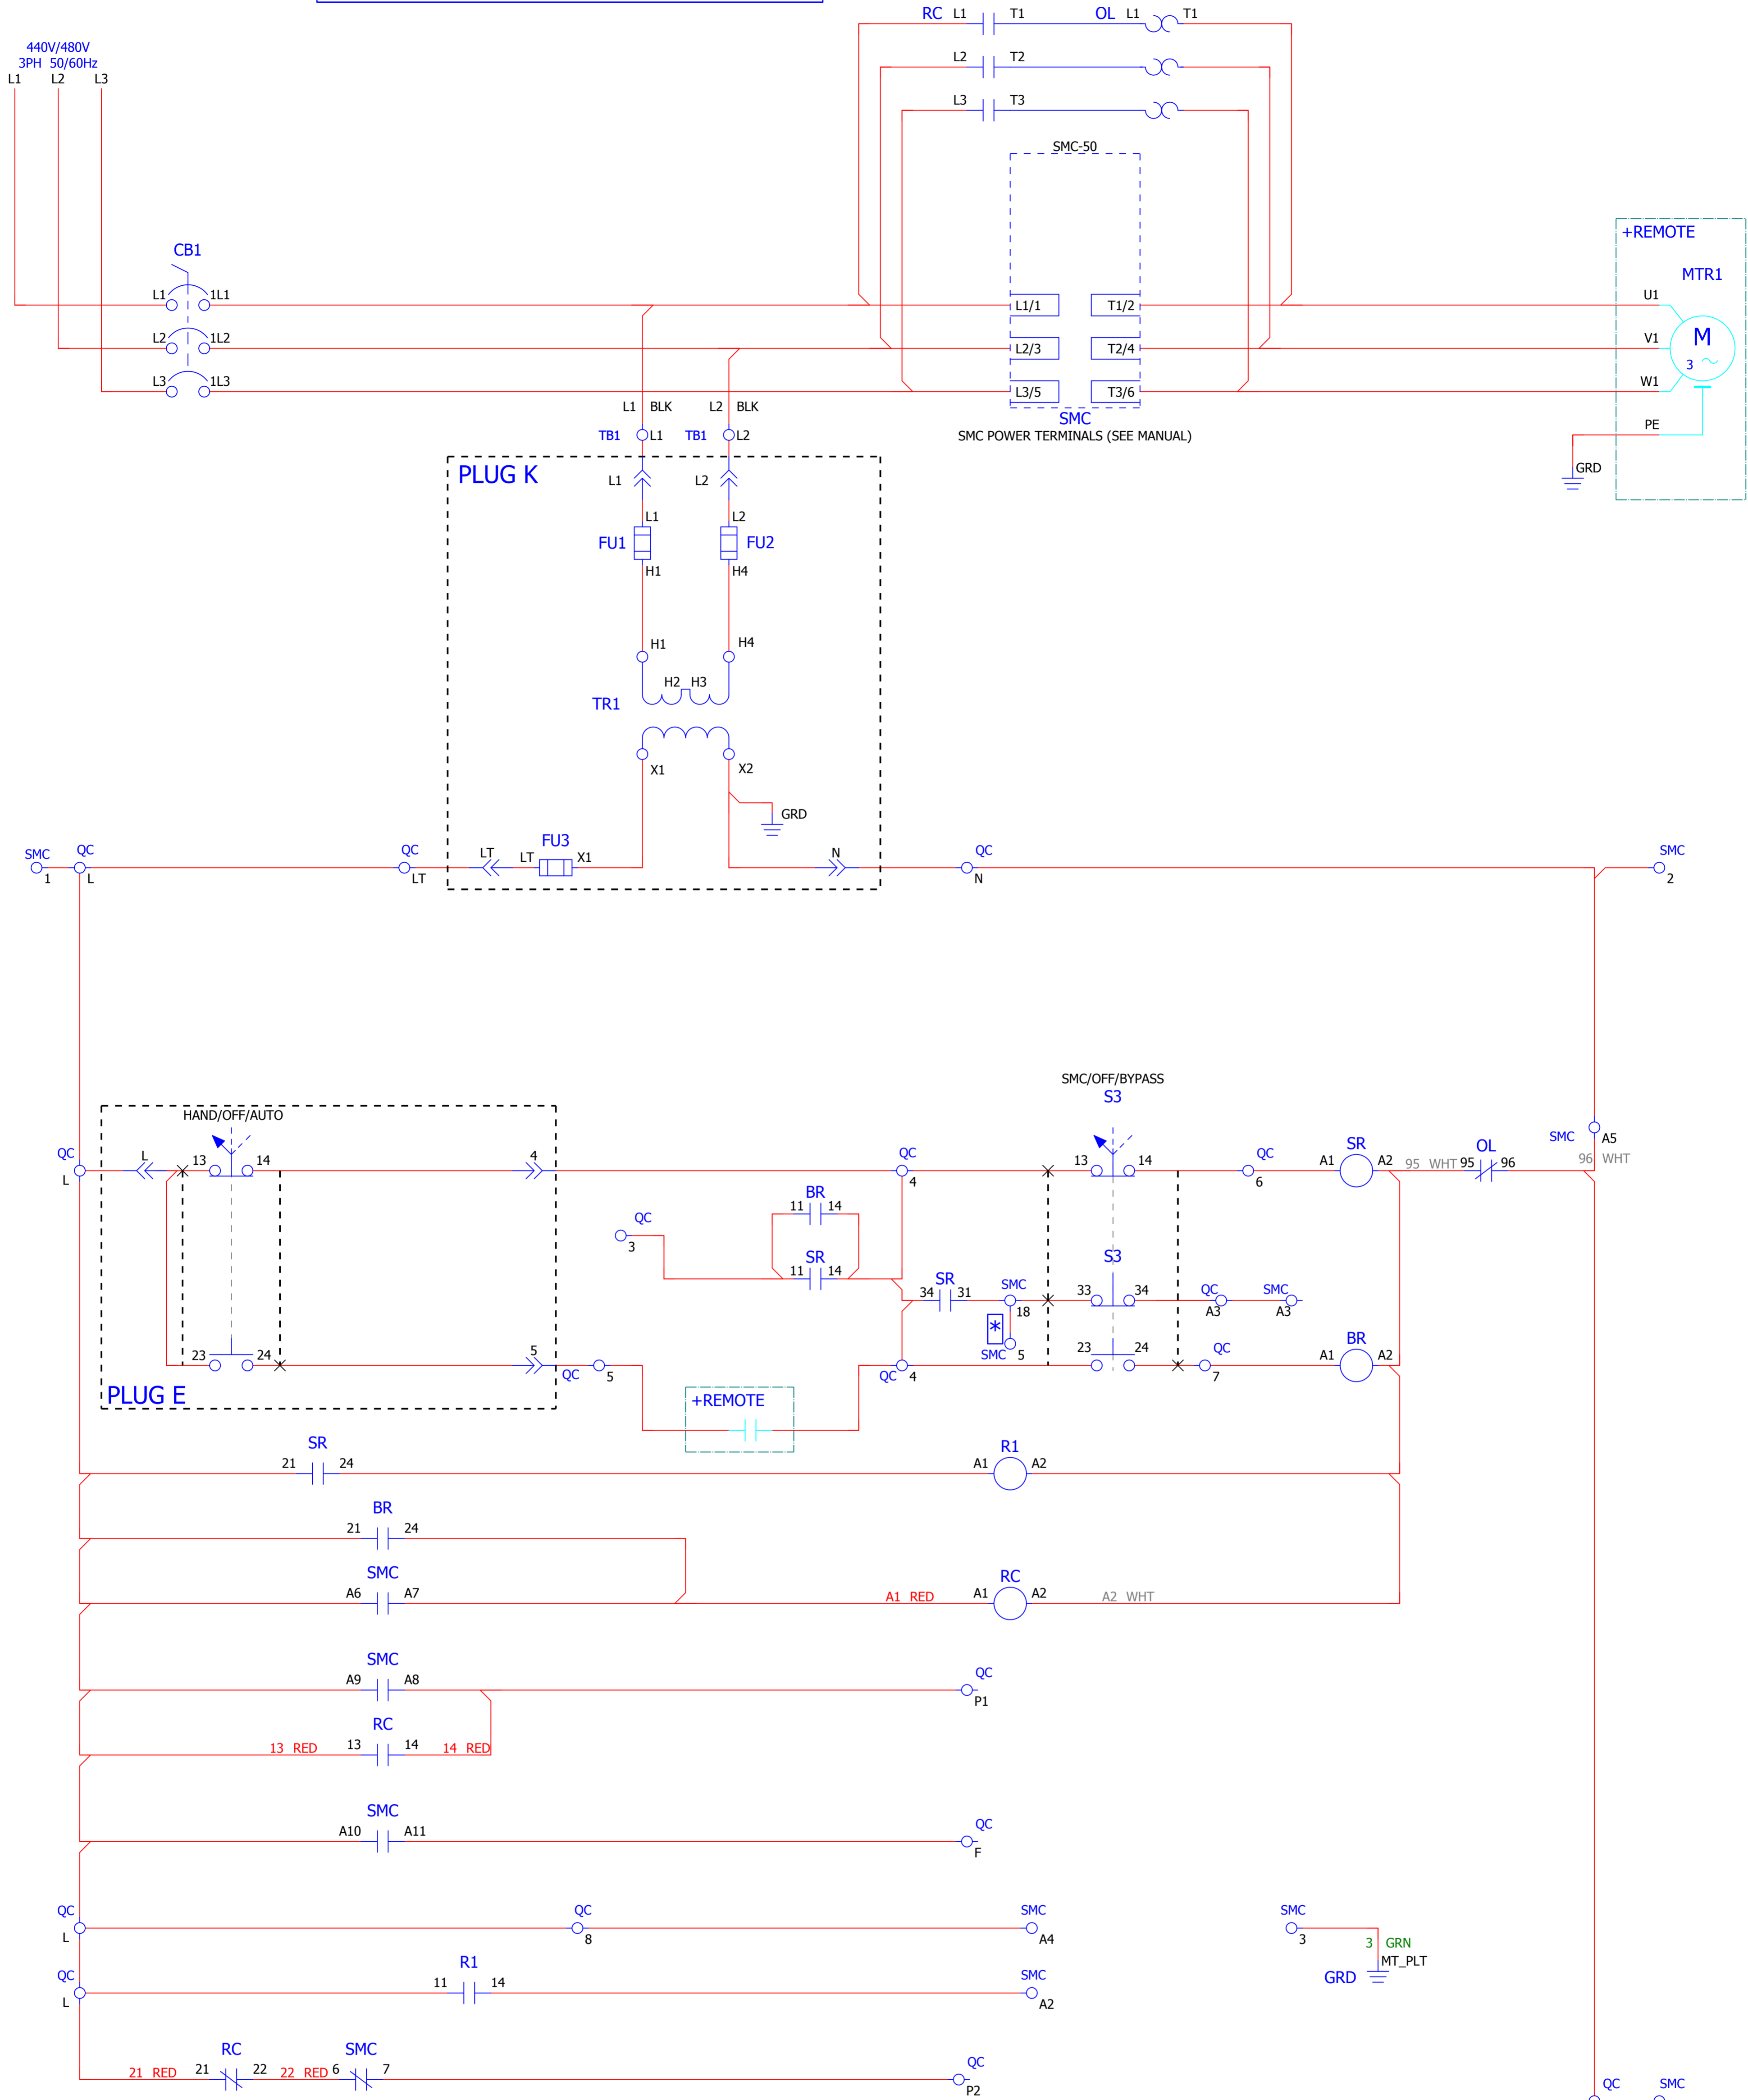 RC L1 T1 OL L1 T1
440V/480V
3PH 50/60Hz
L1 L2 L3
L2 T2
L3 T3
SMC-50
+REMOTE
MTR1
CB1
L1 1L1 L1/1 T1/2 U1
L2 1L2 L2/3 T2/4 V1 M
3
L3 1L3 L3/5 T3/6 W1
L1 BLK L2 BLK
SMC
SMC POWER TERMINALS (SEE MANUAL)
TB1 L1 TB1 L2
PE
GRD
PLUG K
L1 L2
L1 L2
FU1 FU2
H1 H4
H1 H4
H2 H3
TR1
X1 X2
GRD
SMC QC QC FU3 QC SMC
1 L LT LT LT X1 N N 2
SMC/OFF/BYPASS
S3
HAND/OFF/AUTO
SMC A5
QC L 13 14 4 QC 13 14 QC SR OL
L 4 6 A1 A2 95 WHT 95 96 96 WHT
BR
11 14
QC
3
SR S3
11 14
SR SMC QC SMC
34 31 18 33 34 A3 A3
*
SMC 5
23 24 5 QC 5 QC 4 23 24 QC 7 BR A1 A2
PLUG E
+REMOTE
SR R1
21 24 A1 A2
BR
21 24
SMC RC
A6 A7 A1 RED A1 A2 A2 WHT
SMC QC
A9 A8 P1
RC
13 RED 13 14 14 RED
SMC QC
A10 A11 F
QC QC SMC SMC
L 8 A4 3
3 GRN
MT_PLT
GRD
QC R1 SMC
L 11 14 A2
RC SMC QC
21 RED 21 22 22 RED 6 7 P2
QC SMC